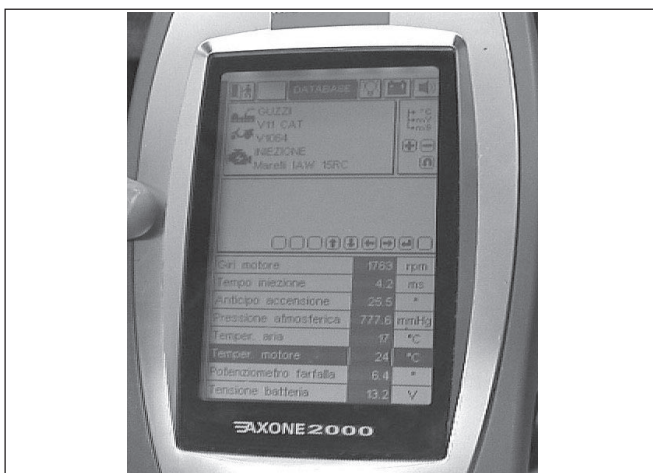 DATABASE
GUZZI
V11 CAT
V1064
INIEZIONE
Marelli IAW 15RC
°C
Giri motore 1763 rpm
Tempo iniezione 4.2 ms
Anticipo accensione 25.5 °
Pressione atmosferica 777.6 mmHg
Temper. aria 17 °C
Temper. motore 24 °C
Potenziometro farfalla 6.4 °
Tensione batteria 13.2 V
AXONE 2000